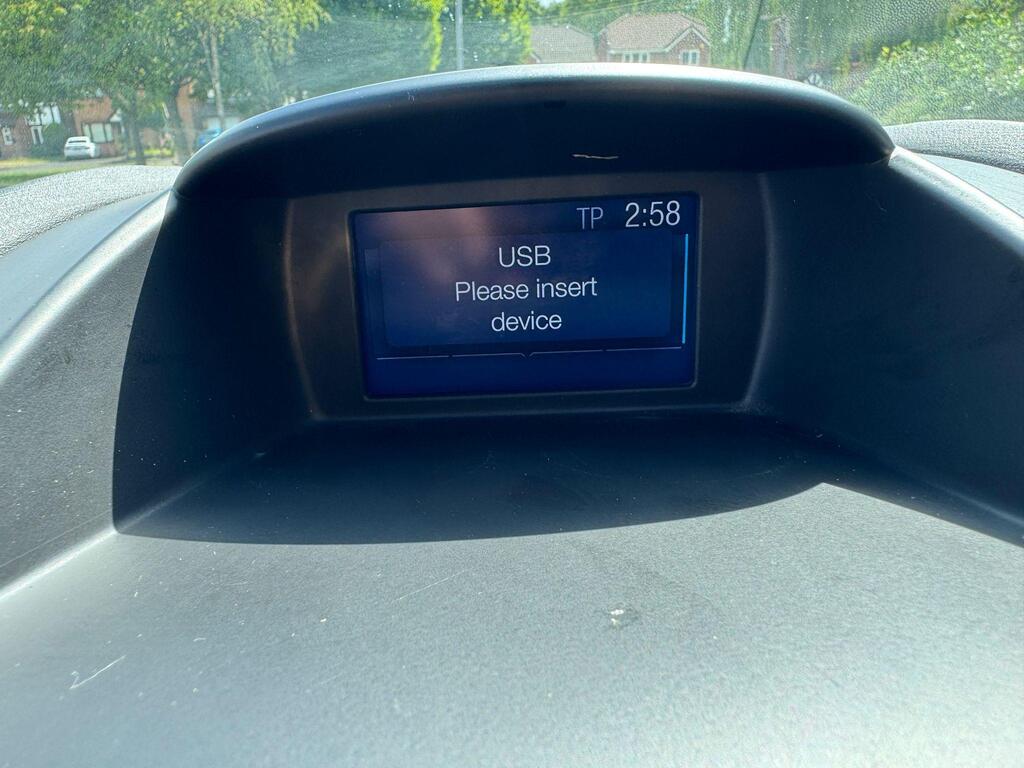 TP 2:58
USB
Please insert
device